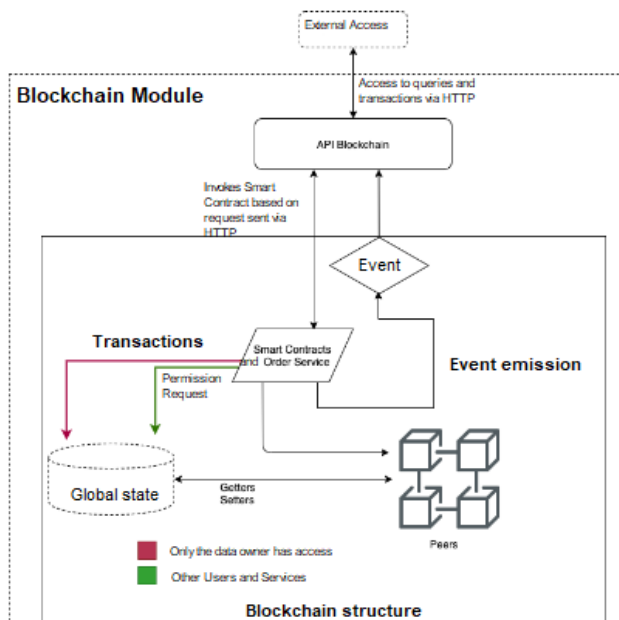 External Access
Blockchain Module
Access to queries and
transactions via HTTP
API Blockchain
Invokes Smart
Contract based on
request sent via
HTTP
Event
Transactions
Smart Contracts
and Order Service
Event emission
Permission
Request
Global state
Getters
Setters
Peers
Only the data owner has access
Other Users and Services
Blockchain structure